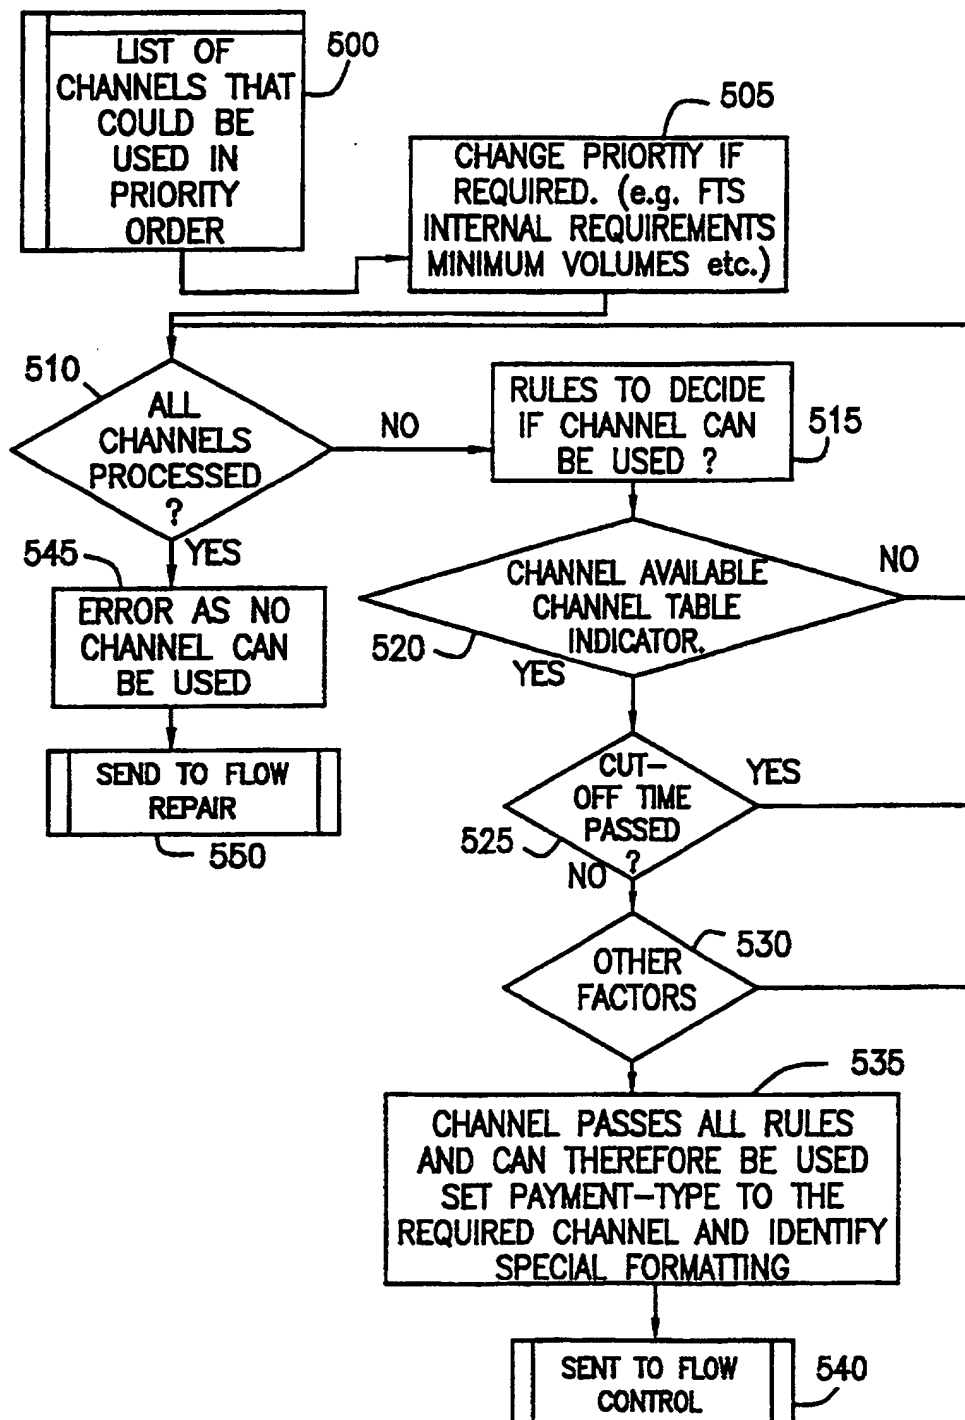 LIST OF
CHANNELS THAT
COULD BE
USED IN
PRIORITY
ORDER
500
505
CHANGE PRIORTIY IF
REQUIRED. (e.g. FTS
INTERNAL REQUIREMENTS
MINIMUM VOLUMES etc.)
510
ALL
CHANNELS
PROCESSED
?
NO
YES
RULES TO DECIDE
IF CHANNEL CAN
BE USED ?
515
545
ERROR AS NO
CHANNEL CAN
BE USED
SEND TO FLOW
REPAIR
550
CHANNEL AVAILABLE
CHANNEL TABLE
INDICATOR.
520
NO
YES
CUT-
OFF TIME
PASSED
?
525
YES
NO
OTHER
FACTORS
530
535
CHANNEL PASSES ALL RULES
AND CAN THEREFORE BE USED
SET PAYMENT-TYPE TO THE
REQUIRED CHANNEL AND IDENTIFY
SPECIAL FORMATTING
SENT TO FLOW
CONTROL
540